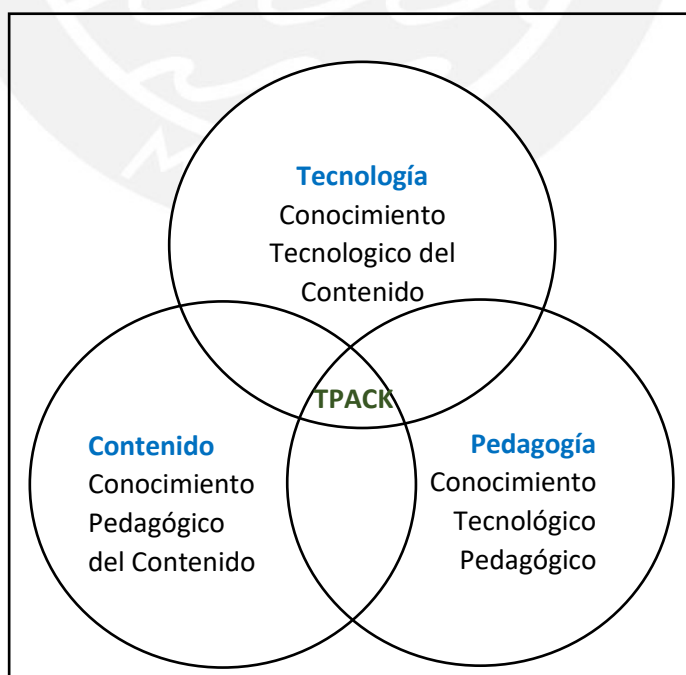 Tecnología
Conocimiento
Tecnologico del
Contenido
TPACK
Contenido
Conocimiento
Pedagógico
del Contenido
Pedagogía
Conocimiento
Tecnológico
Pedagógico